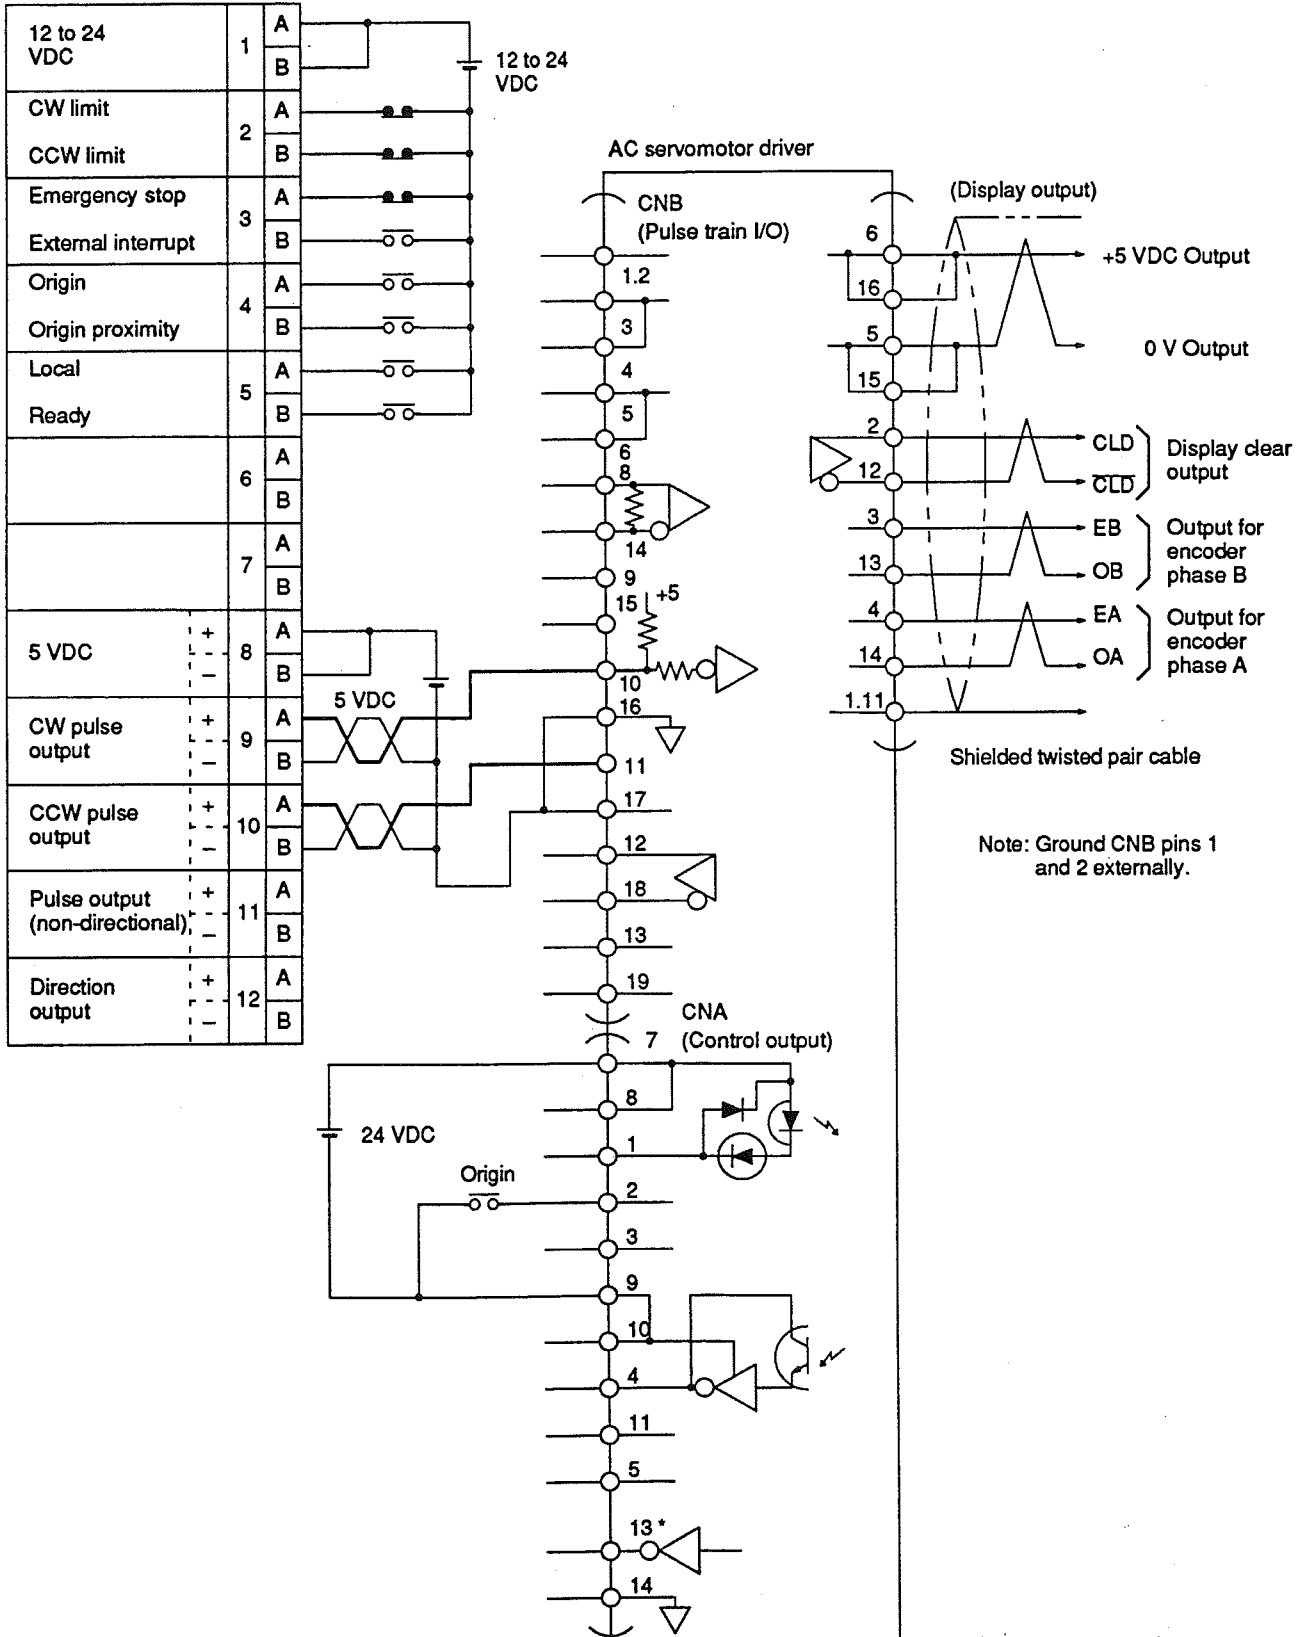 12 to 24
VDC
1
A
B
12 to 24
VDC
CW limit
CCW limit
2
A
B
Emergency stop
External interrupt
3
A
B
Origin
Origin proximity
4
A
B
Local
Ready
5
A
B
6
A
B
7
A
B
5 VDC
+
−
8
A
B
5 VDC
CW pulse
output
+
−
9
A
B
CCW pulse
output
+
−
10
A
B
Pulse output
(non-directional)
+
−
11
A
B
Direction
output
+
−
12
A
B
AC servomotor driver
CNB
(Pulse train I/O)
1.2
3
4
5
6
8
14
9
15
+5
10
16
11
17
12
18
13
19
CNA
(Control output)
7
8
1
2
3
9
10
4
11
5
13 *
14
24 VDC
Origin
(Display output)
6
+5 VDC Output
16
5
0 V Output
15
2
CLD
12
C̅L̅D̅
Display clear
output
3
EB
13
OB
Output for
encoder
phase B
4
EA
14
OA
Output for
encoder
phase A
1.11
Shielded twisted pair cable
Note: Ground CNB pins 1
and 2 externally.